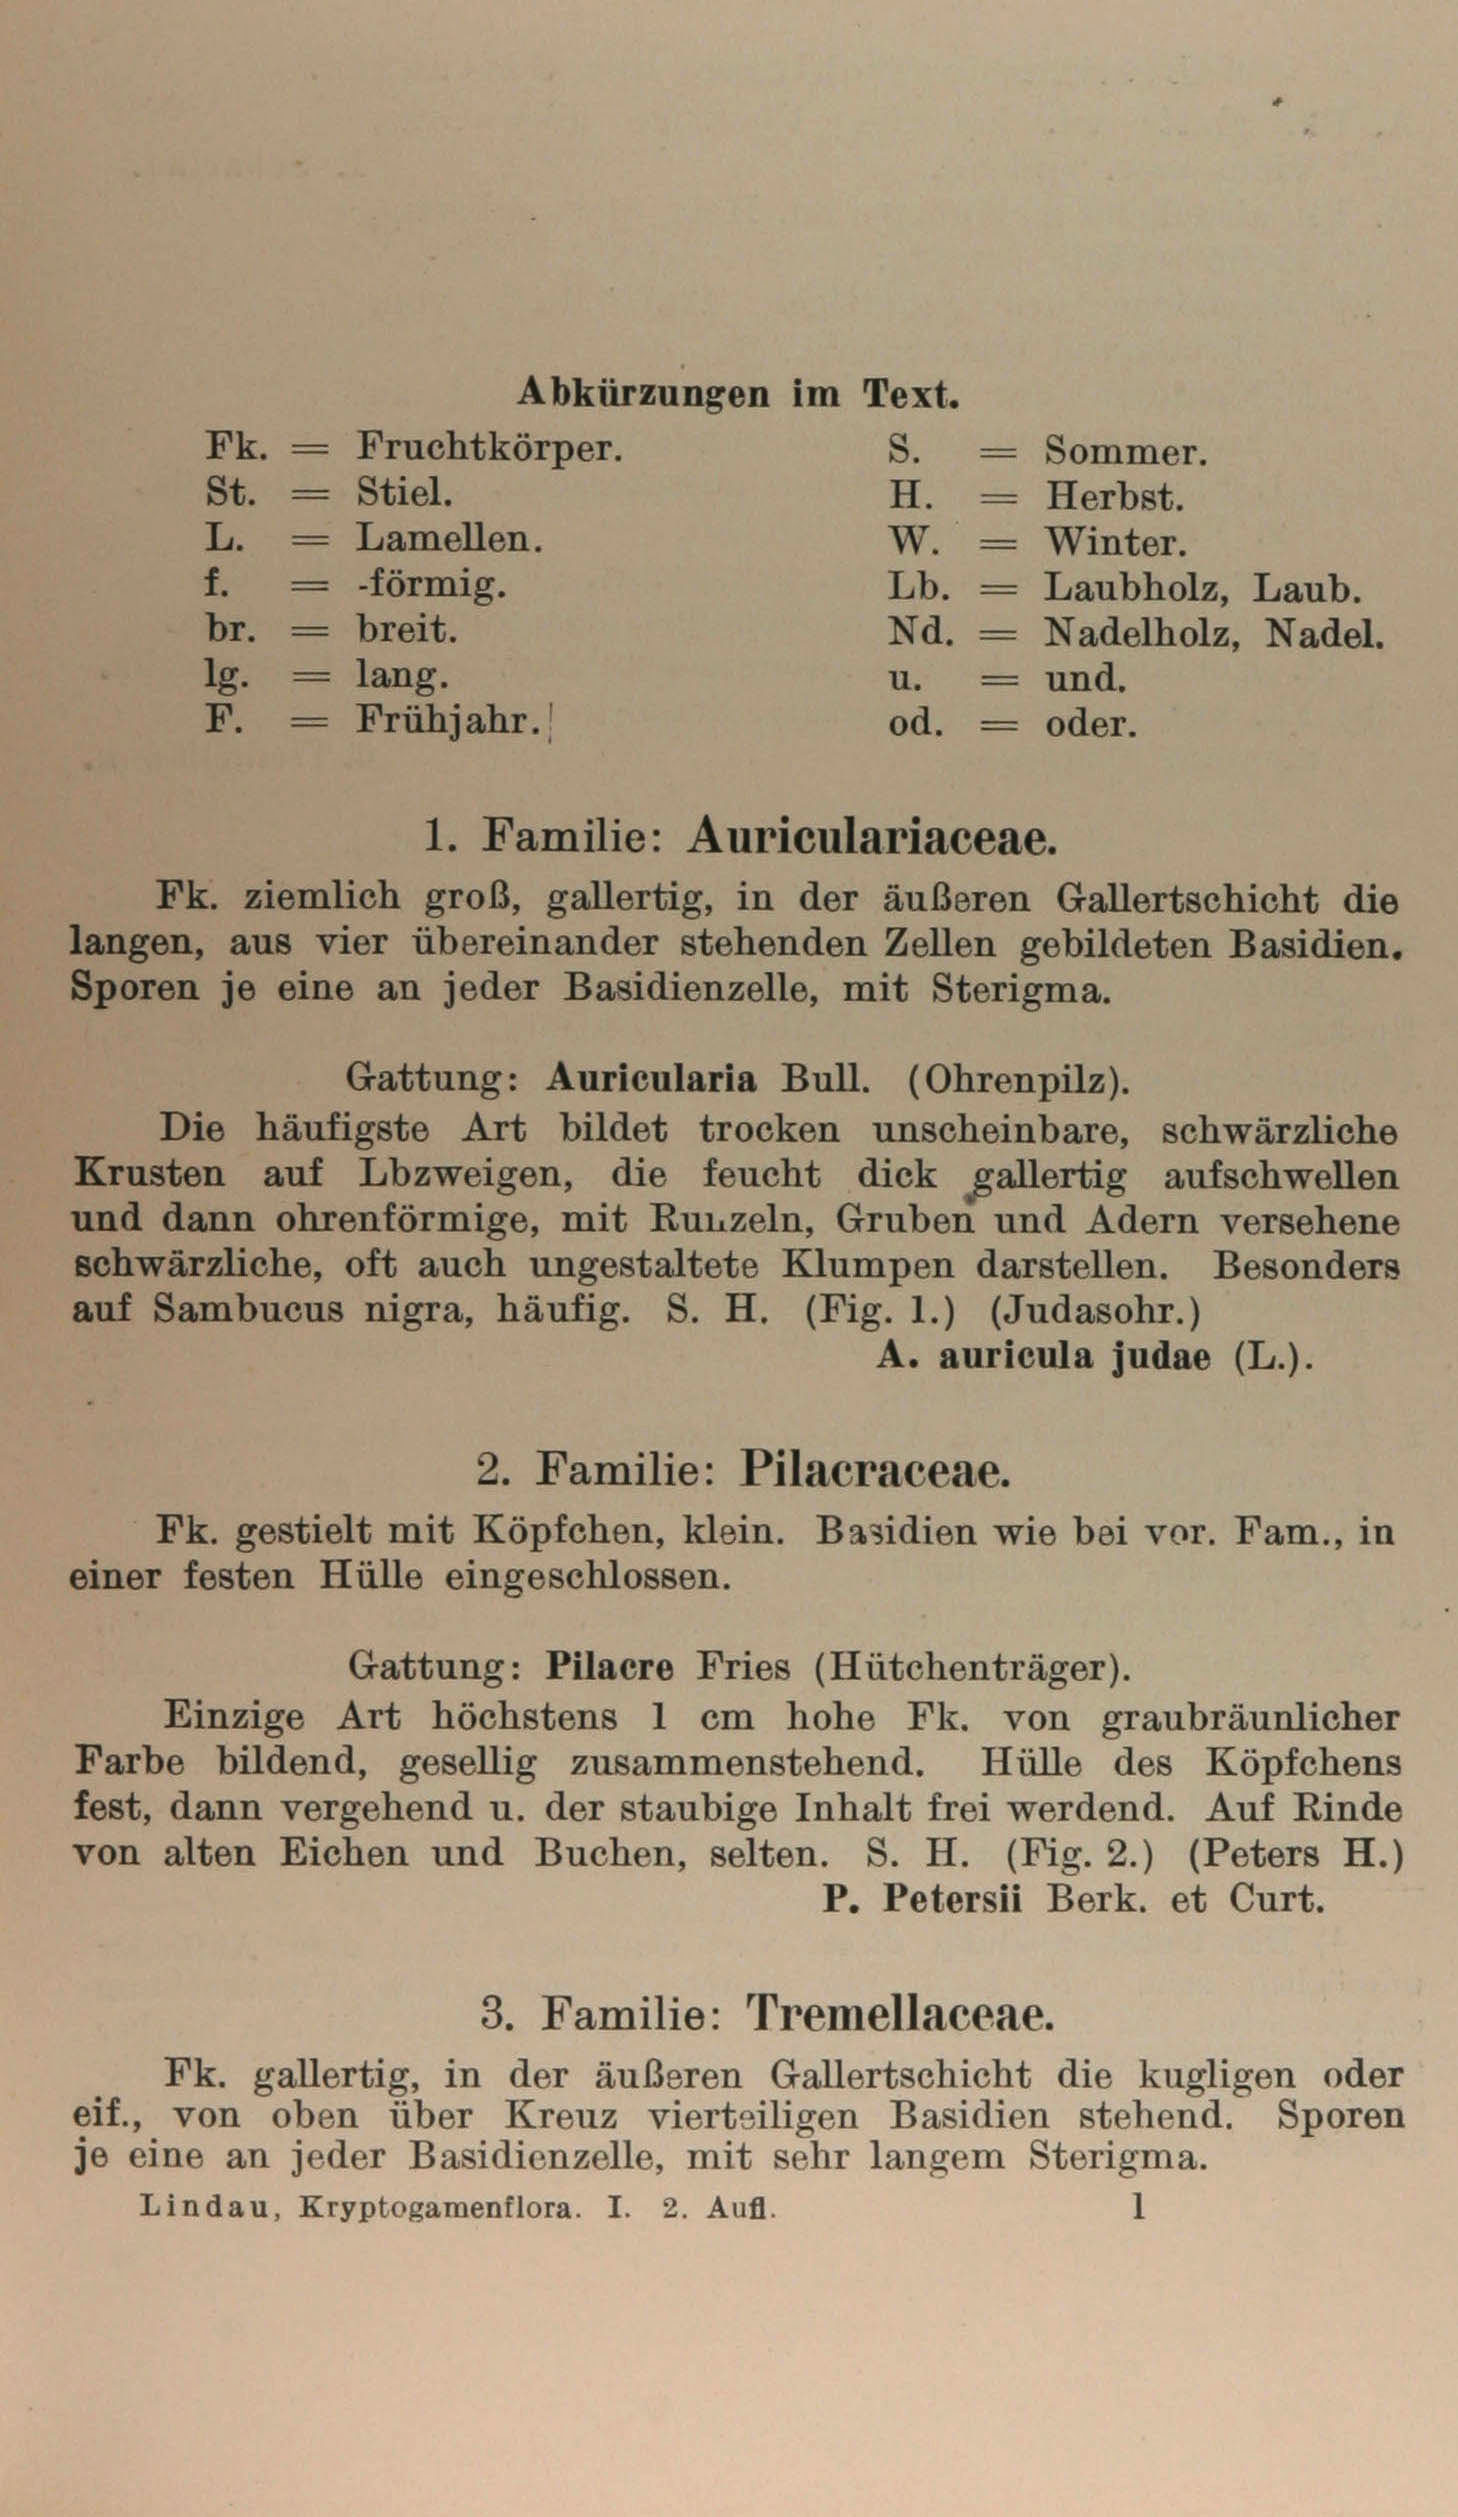 Abkürzungen im Text.
Fk. = Fruchtkörper.
St. = Stiel.
L. = Lamellen.
f. = -förmig.
br. = breit.
lg. = lang.
F. = Frühjahr.
S. = Sommer.
H. = Herbst.
W. = Winter.
Lb. = Laubholz, Laub.
Nd. = Nadelholz, Nadel.
u. = und.
od. = oder.
1. Familie: Auriculariaceae.
Fk. ziemlich groß, gallertig, in der äußeren Gallertschicht die
langen, aus vier übereinander stehenden Zellen gebildeten Basidien.
Sporen je eine an jeder Basidienzelle, mit Sterigma.
Gattung: Auricularia Bull. (Ohrenpilz).
Die häufigste Art bildet trocken unscheinbare, schwärzliche
Krusten auf Lbzweigen, die feucht dick gallertig aufschwellen
und dann ohrenförmige, mit Runzeln, Gruben und Adern versehene
schwärzliche, oft auch ungestaltete Klumpen darstellen. Besonders
auf Sambucus nigra, häufig. S. H. (Fig. 1.) (Judasohr.)
A. auricula judae (L.).
2. Familie: Pilacraceae.
Fk. gestielt mit Köpfchen, klein. Basidien wie bei vor. Fam., in
einer festen Hülle eingeschlossen.
Gattung: Pilacre Fries (Hütchenträger).
Einzige Art höchstens 1 cm hohe Fk. von graubräunlicher
Farbe bildend, gesellig zusammenstehend. Hülle des Köpfchens
fest, dann vergehend u. der staubige Inhalt frei werdend. Auf Rinde
von alten Eichen und Buchen, selten. S. H. (Fig. 2.) (Peters H.)
P. Petersii Berk. et Curt.
3. Familie: Tremellaceae.
Fk. gallertig, in der äußeren Gallertschicht die kugligen oder
eif., von oben über Kreuz vierteiligen Basidien stehend. Sporen
je eine an jeder Basidienzelle, mit sehr langem Sterigma.
Lindau, Kryptogamenflora. I. 2. Aufl. 1